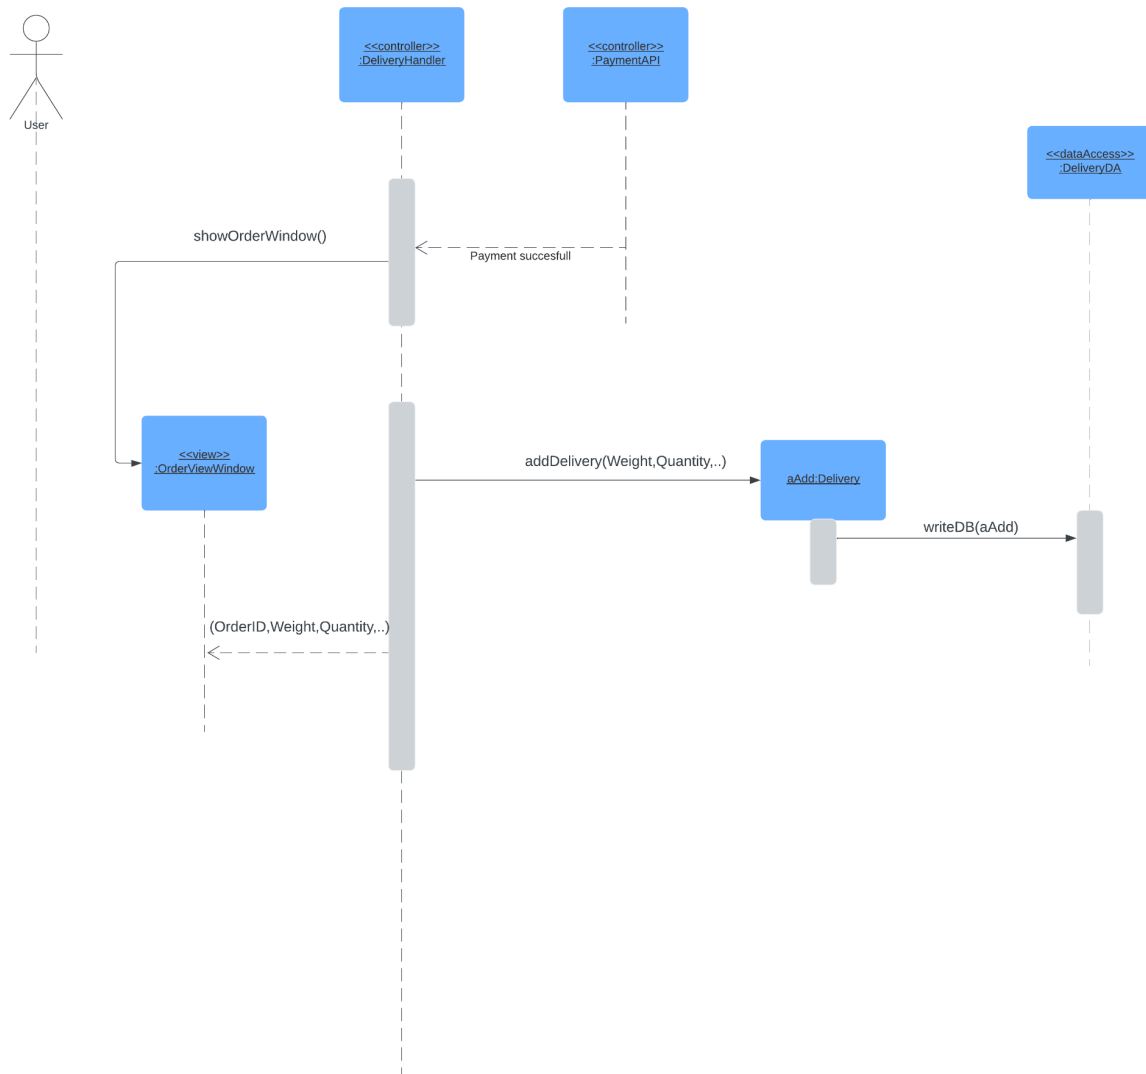 <<controller>>
:DeliveryHandler
<<controller>>
:PaymentAPI
User
<<dataAccess>>
:DeliveryDA
showOrderWindow()
Payment succesfull
<<view>>
:OrderViewWindow
addDelivery(Weight,Quantity,..)
aAdd:Delivery
writeDB(aAdd)
(OrderID,Weight,Quantity,..)